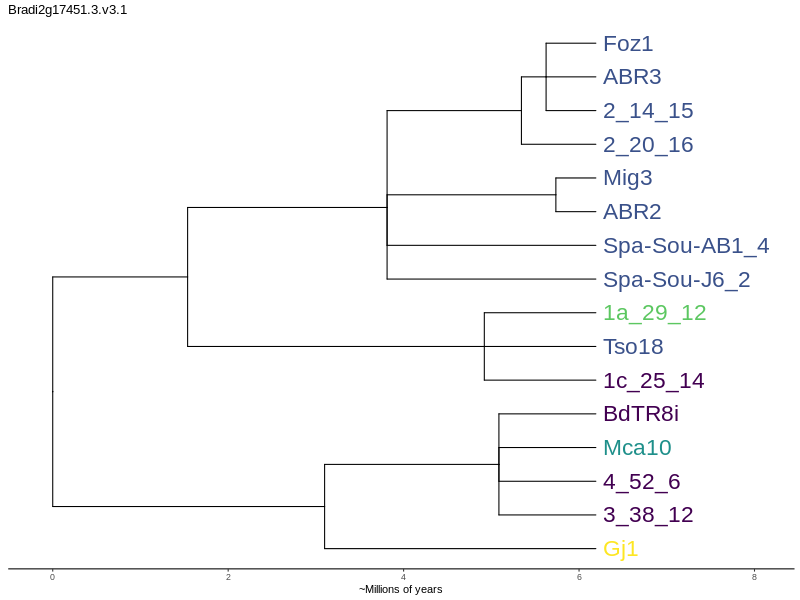 Bradi2g17451.3.v3.1
Foz1
ABR3
2_14_15
2_20_16
Mig3
ABR2
Spa-Sou-AB1_4
Spa-Sou-J6_2
1a_29_12
Tso18
1c_25_14
BdTR8i
Mca10
4_52_6
3_38_12
Gj1
0 2 4 6 8
~Millions of years